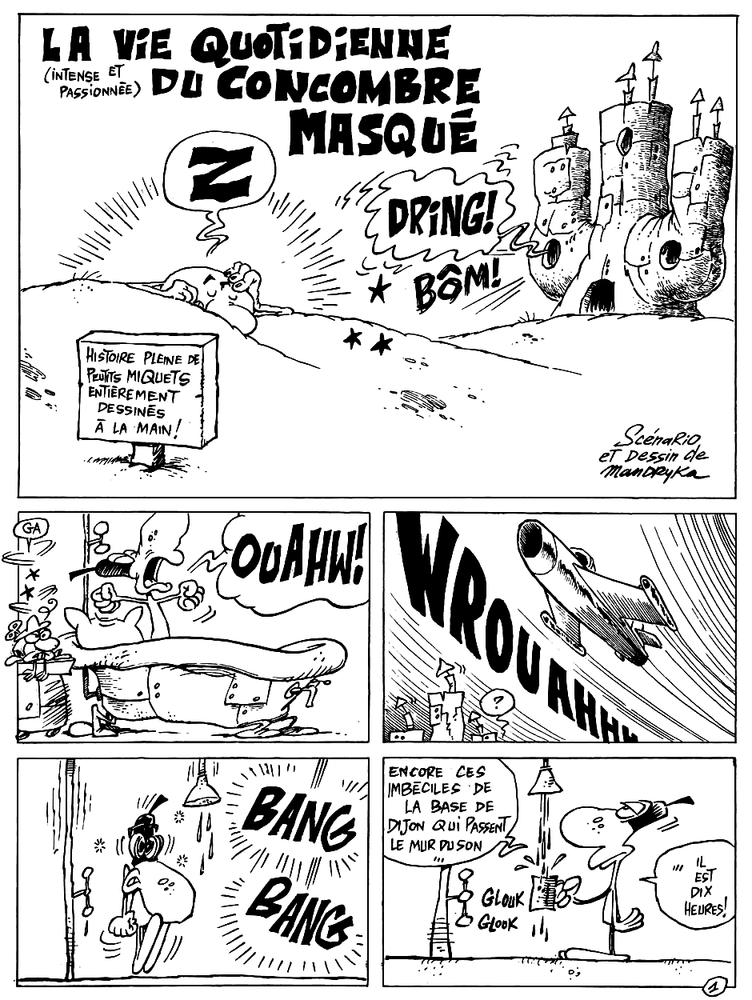 LA VIE QUOTIDIENNE
(INTENSE ET
PASSIONNÉE)
DU CONCOMBRE
MASQUÉ
Z
DRING!
BÔM!
HISTOIRE PLEINE DE
PEUTITS MIQUETS
ENTIÈREMENT
DESSINÉS
À LA MAIN!
Scénario
et Dessin de
MANDRYKA
GA
OUAHW!
WROUAHHH
?
BANG
BANG
ENCORE CES
IMBÉCILES DE
LA BASE DE
DIJON QUI PASSENT
LE MUR DU SON
...
GLOUK
GLOOK
... IL
EST
DIX
HEURES!
1